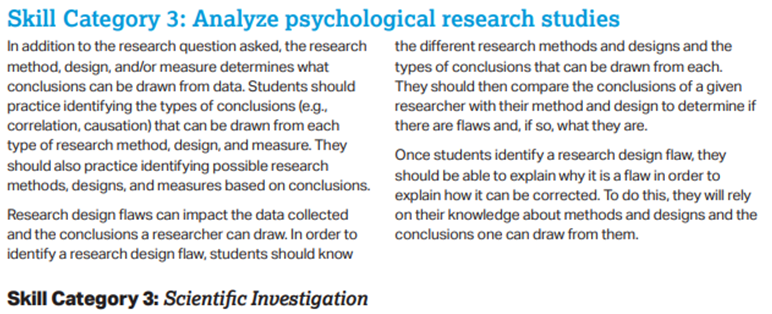 Skill Category 3: Analyze psychological research studies
In addition to the research question asked, the research
method, design, and/or measure determines what
conclusions can be drawn from data. Students should
practice identifying the types of conclusions (e.g.,
correlation, causation) that can be drawn from each
type of research method, design, and measure. They
should also practice identifying possible research
methods, designs, and measures based on conclusions.
Research design flaws can impact the data collected
and the conclusions a researcher can draw. In order to
identify a research design flaw, students should know
the different research methods and designs and the
types of conclusions that can be drawn from each.
They should then compare the conclusions of a given
researcher with their method and design to determine if
there are flaws and, if so, what they are.
Once students identify a research design flaw, they
should be able to explain why it is a flaw in order to
explain how it can be corrected. To do this, they will rely
on their knowledge about methods and designs and the
conclusions one can draw from them.
Skill Category 3: Scientific Investigation